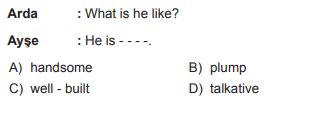 Arda : What is he like?
Ayşe : He is - - - -.
A) handsome B) plump
C) well - built D) talkative